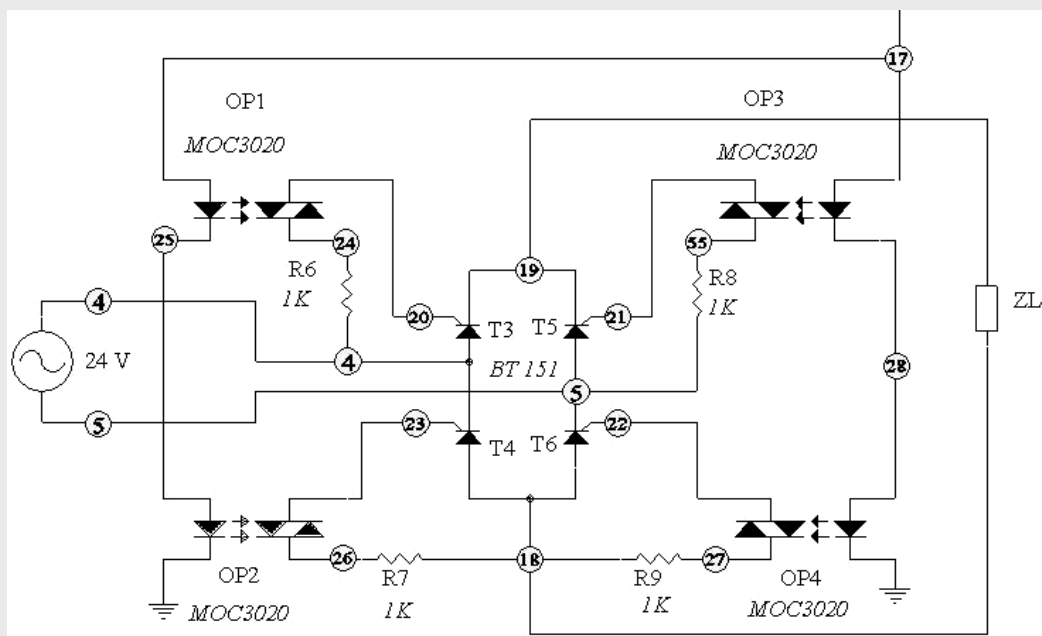 17
OP1
OP3
MOC3020
MOC3020
25
24
55
19
R6
1K
R8
1K
4
20
T3
T5
21
ZL
24 V
4
BT 151
28
5
5
23
T4
T6
22
26
18
27
OP2
R7
R9
OP4
MOC3020
1K
1K
MOC3020